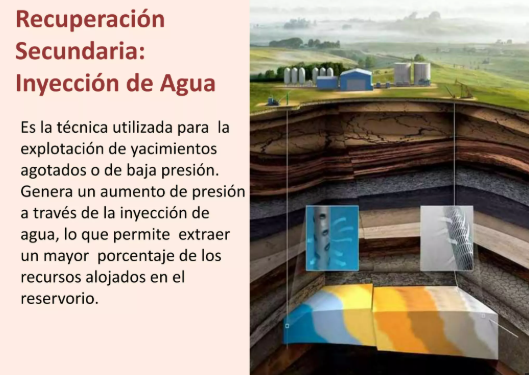 Recuperación
Secundaria:
Inyección de Agua
Es la técnica utilizada para la
explotación de yacimientos
agotados o de baja presión.
Genera un aumento de presión
a través de la inyección de
agua, lo que permite extraer
un mayor porcentaje de los
recursos alojados en el
reservorio.